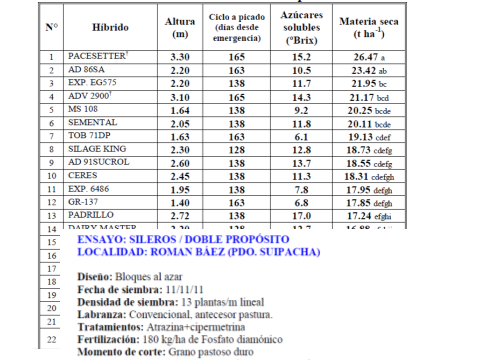 N° Híbrido Altura (m) Ciclo a picado (días desde emergencia) Azúcares solubles (°Brix) Materia seca (t ha-1)
1 PACESETTER† 3.30 165 15.2 26.47 a
2 AD 86SA 2.20 163 10.5 23.42 ab
3 EXP. EG575 2.20 138 11.7 21.95 bc
4 ADV 2900† 3.10 165 14.3 21.17 bcd
5 MS 108 1.64 138 9.2 20.25 bcde
6 SEMENTAL 2.05 138 11.8 20.11 bcde
7 TOB 71DP 1.63 163 6.1 19.13 cdef
8 SILAGE KING 2.30 128 12.8 18.73 cdefg
9 AD 91SUCROL 2.60 138 13.7 18.55 cdefg
10 CERES 2.45 138 11.3 18.31 cdefgh
11 EXP. 6486 1.95 138 7.8 17.95 defgh
12 GR-137 1.40 163 6.8 17.85 defgh
13 PADRILLO 2.72 138 17.0 17.24 efghi
14 DAIRY MASTER 2.20 138 12.7 16.88
15 ENSAYO: SILEROS / DOBLE PROPÓSITO
16 LOCALIDAD: ROMAN BÁEZ (PDO. SUIPACHA)
17 Diseño: Bloques al azar
18 Fecha de siembra: 11/11/11
19 Densidad de siembra: 13 plantas/m lineal
20 Labranza: Convencional, antecesor pastura.
21 Tratamientos: Atrazina+cipermetrina
22 Fertilización: 180 kg/ha de Fosfato diamónico
Momento de corte: Grano pastoso duro